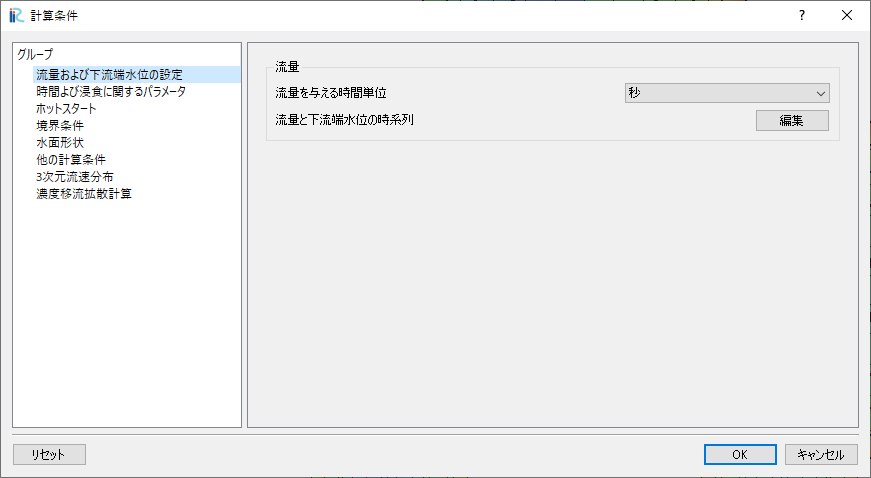 計算条件
グループ
流量および下流端水位の設定
時間および浸食に関するパラメータ
ホットスタート
境界条件
水面形状
他の計算条件
3次元流速分布
濃度移流拡散計算
流量
流量を与える時間単位
秒
流量と下流端水位の時系列
編集
リセット
OK
キャンセル